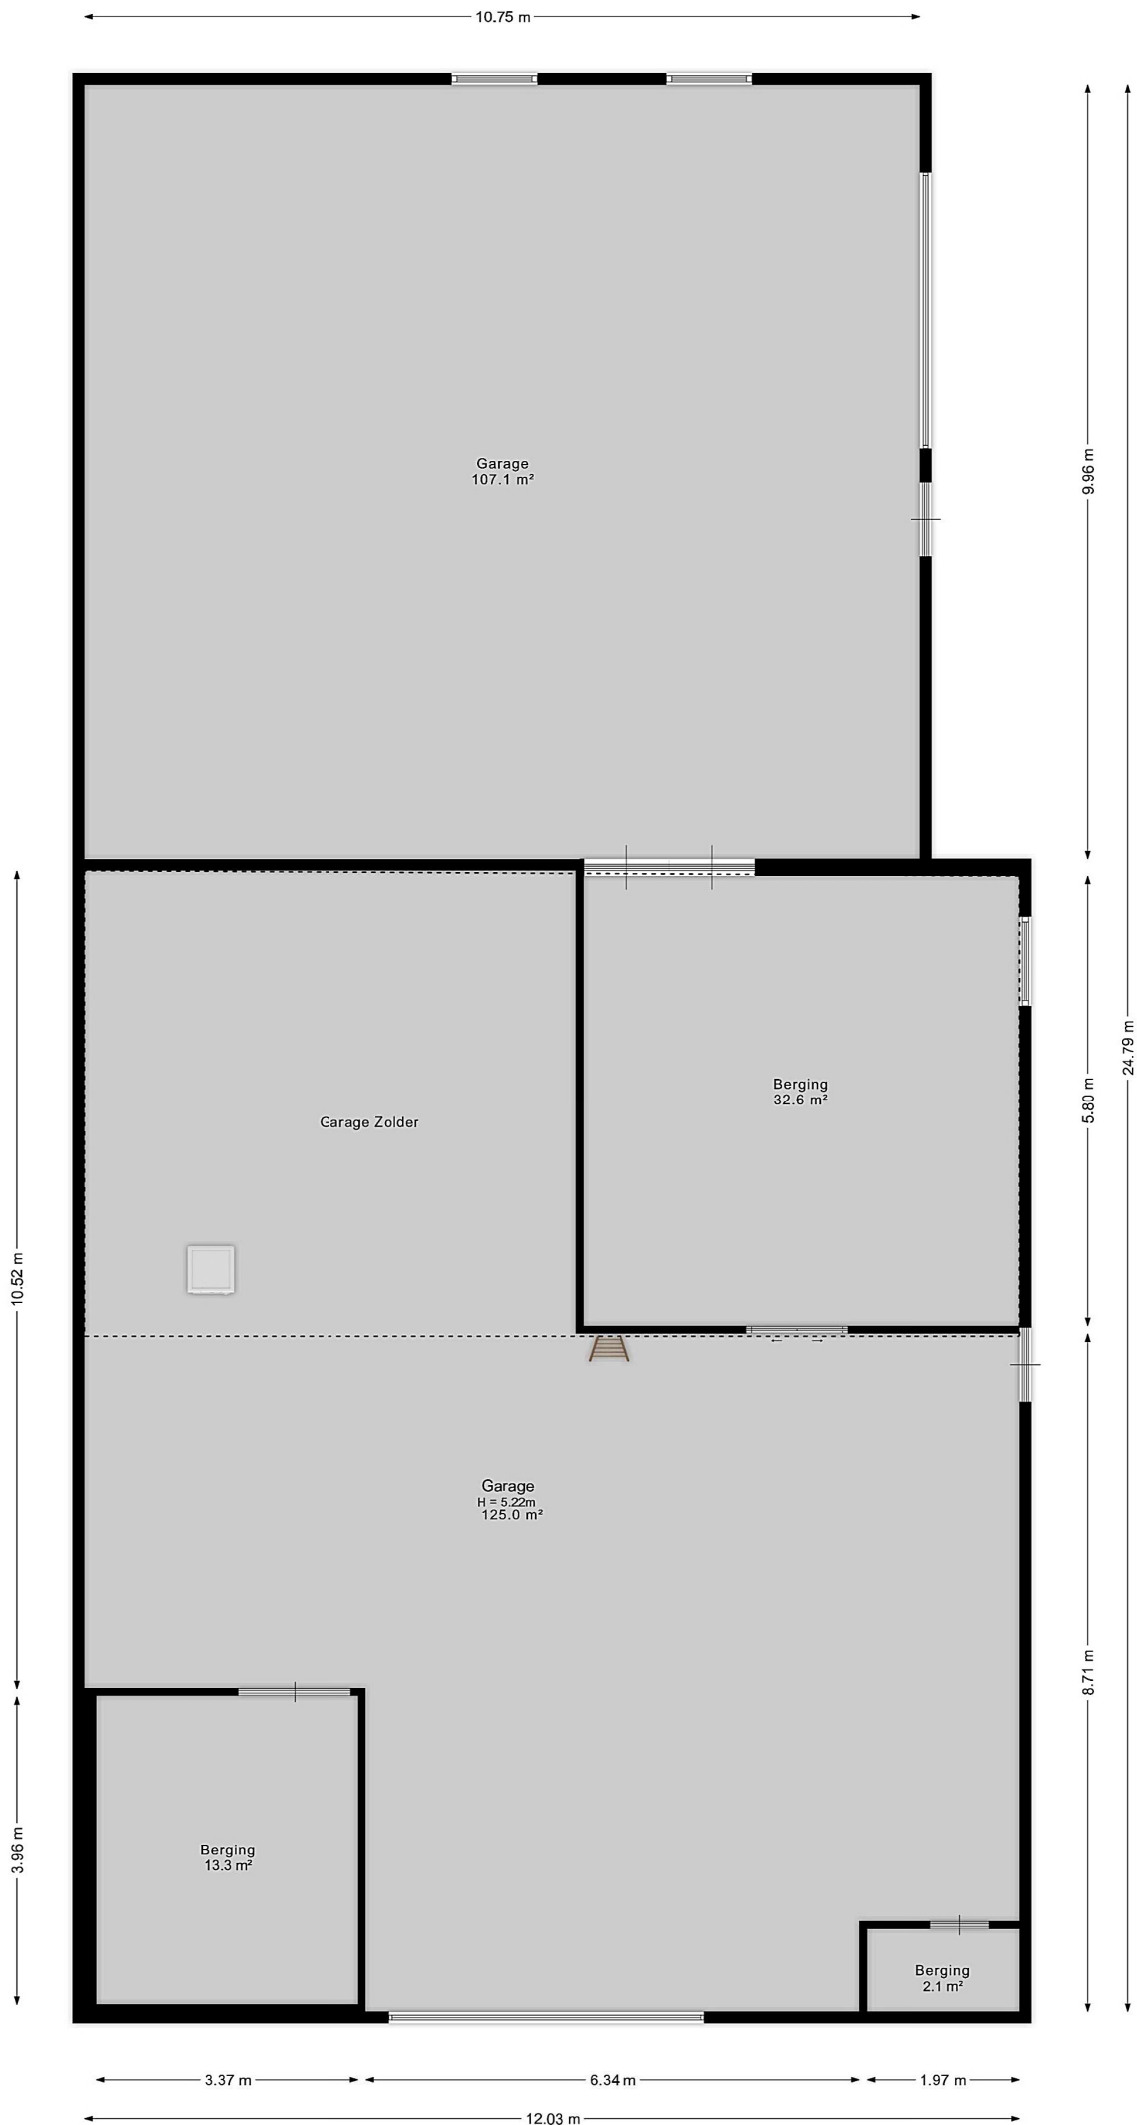 10.75 m
Garage
107.1 m²
9.96 m
24.79 m
Garage Zolder
Berging
32.6 m²
5.80 m
10.52 m
Garage
H = 5.22m
125.0 m²
8.71 m
3.96 m
Berging
13.3 m²
Berging
2.1 m²
3.37 m
6.34 m
1.97 m
12.03 m